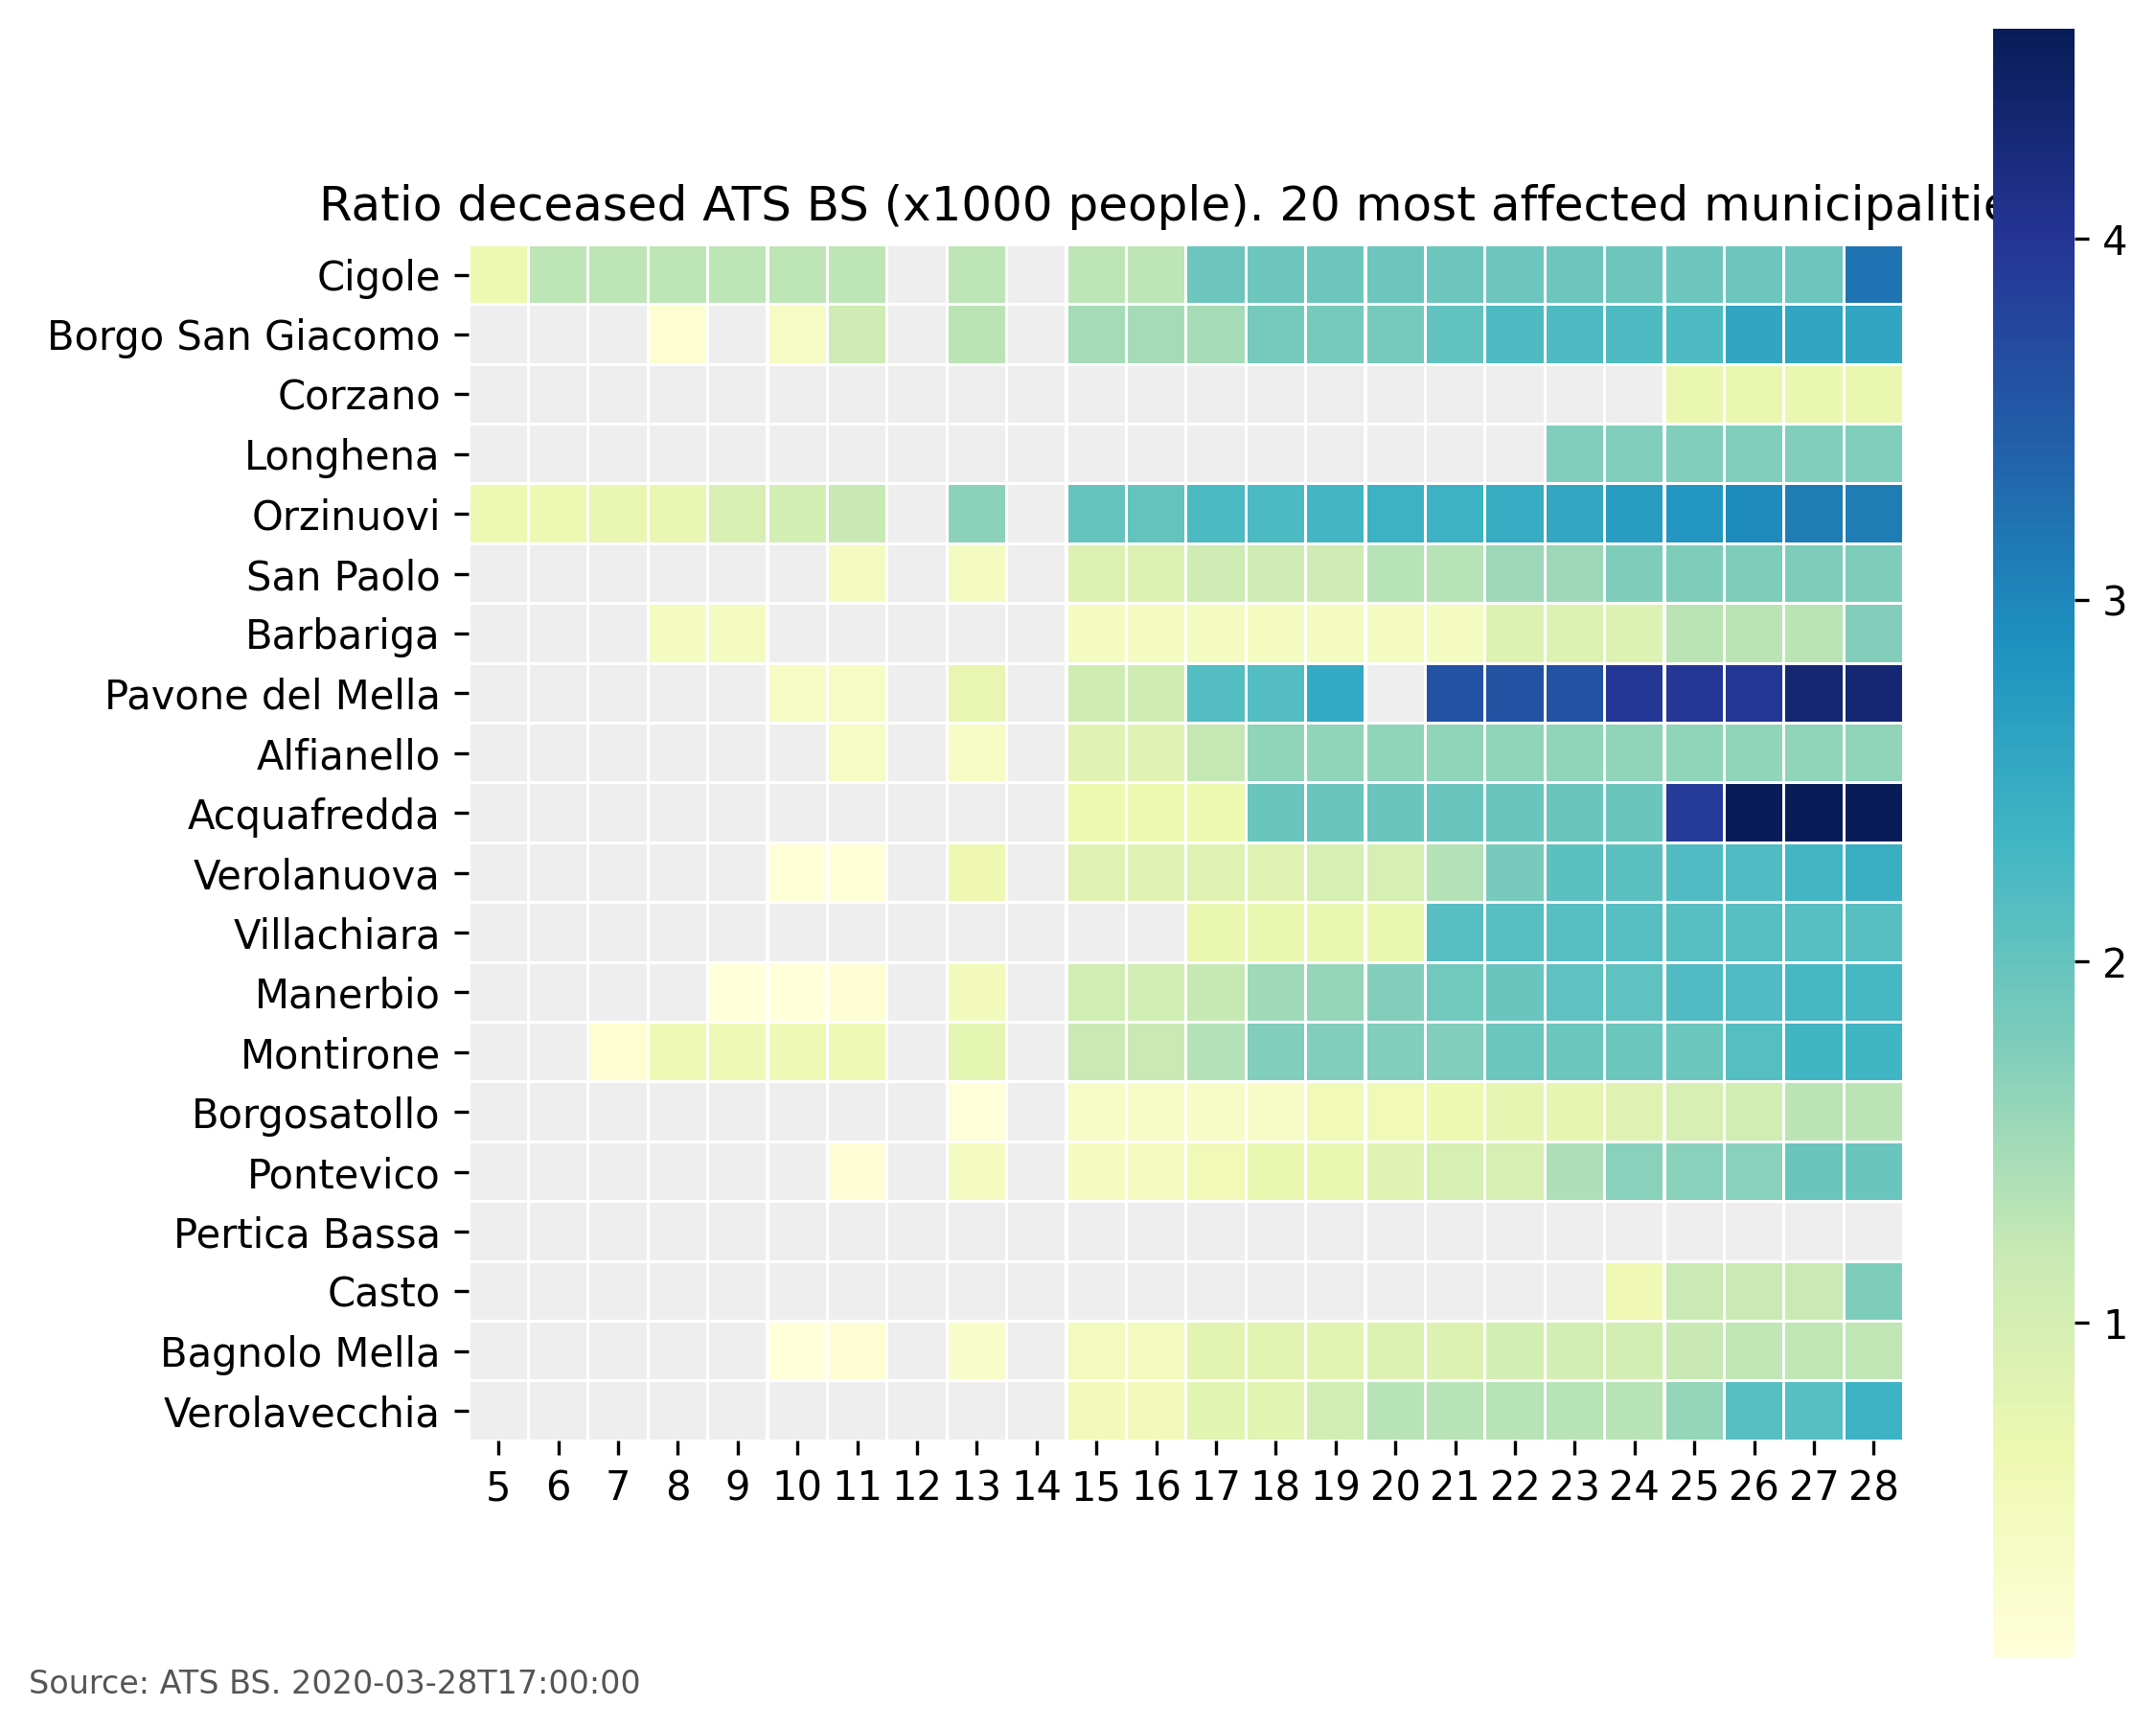 Ratio deceased ATS BS (x1000 people). 20 most affected municipalitie
Cigole
Borgo San Giacomo
Corzano
Longhena
Orzinuovi
San Paolo
Barbariga
Pavone del Mella
Alfianello
Acquafredda
Verolanuova
Villachiara
Manerbio
Montirone
Borgosatollo
Pontevico
Pertica Bassa
Casto
Bagnolo Mella
Verolavecchia
5 6 7 8 9 10 11 12 13 14 15 16 17 18 19 20 21 22 23 24 25 26 27 28
4
3
2
1
Source: ATS BS. 2020-03-28T17:00:00